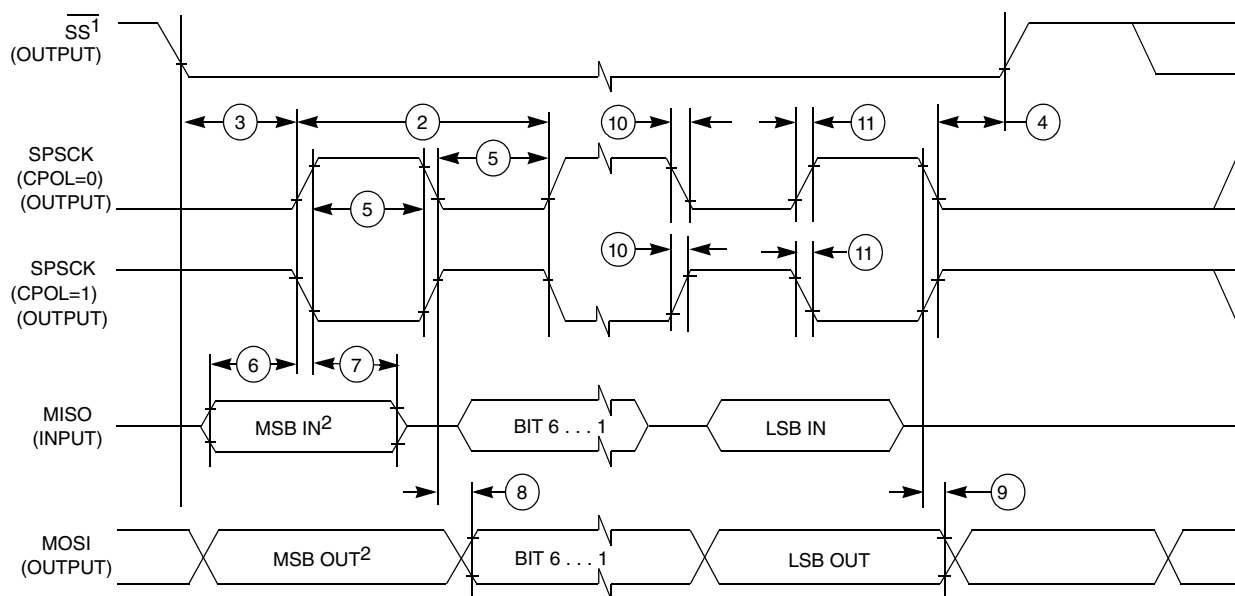 SS1
(OUTPUT)
3
2
10
11
4
SPSCK
(CPOL=0)
(OUTPUT)
5
5
SPSCK
(CPOL=1)
(OUTPUT)
10
11
6
7
MISO
(INPUT)
MSB IN2
BIT 6 . . . 1
LSB IN
8
9
MOSI
(OUTPUT)
MSB OUT2
BIT 6 . . . 1
LSB OUT